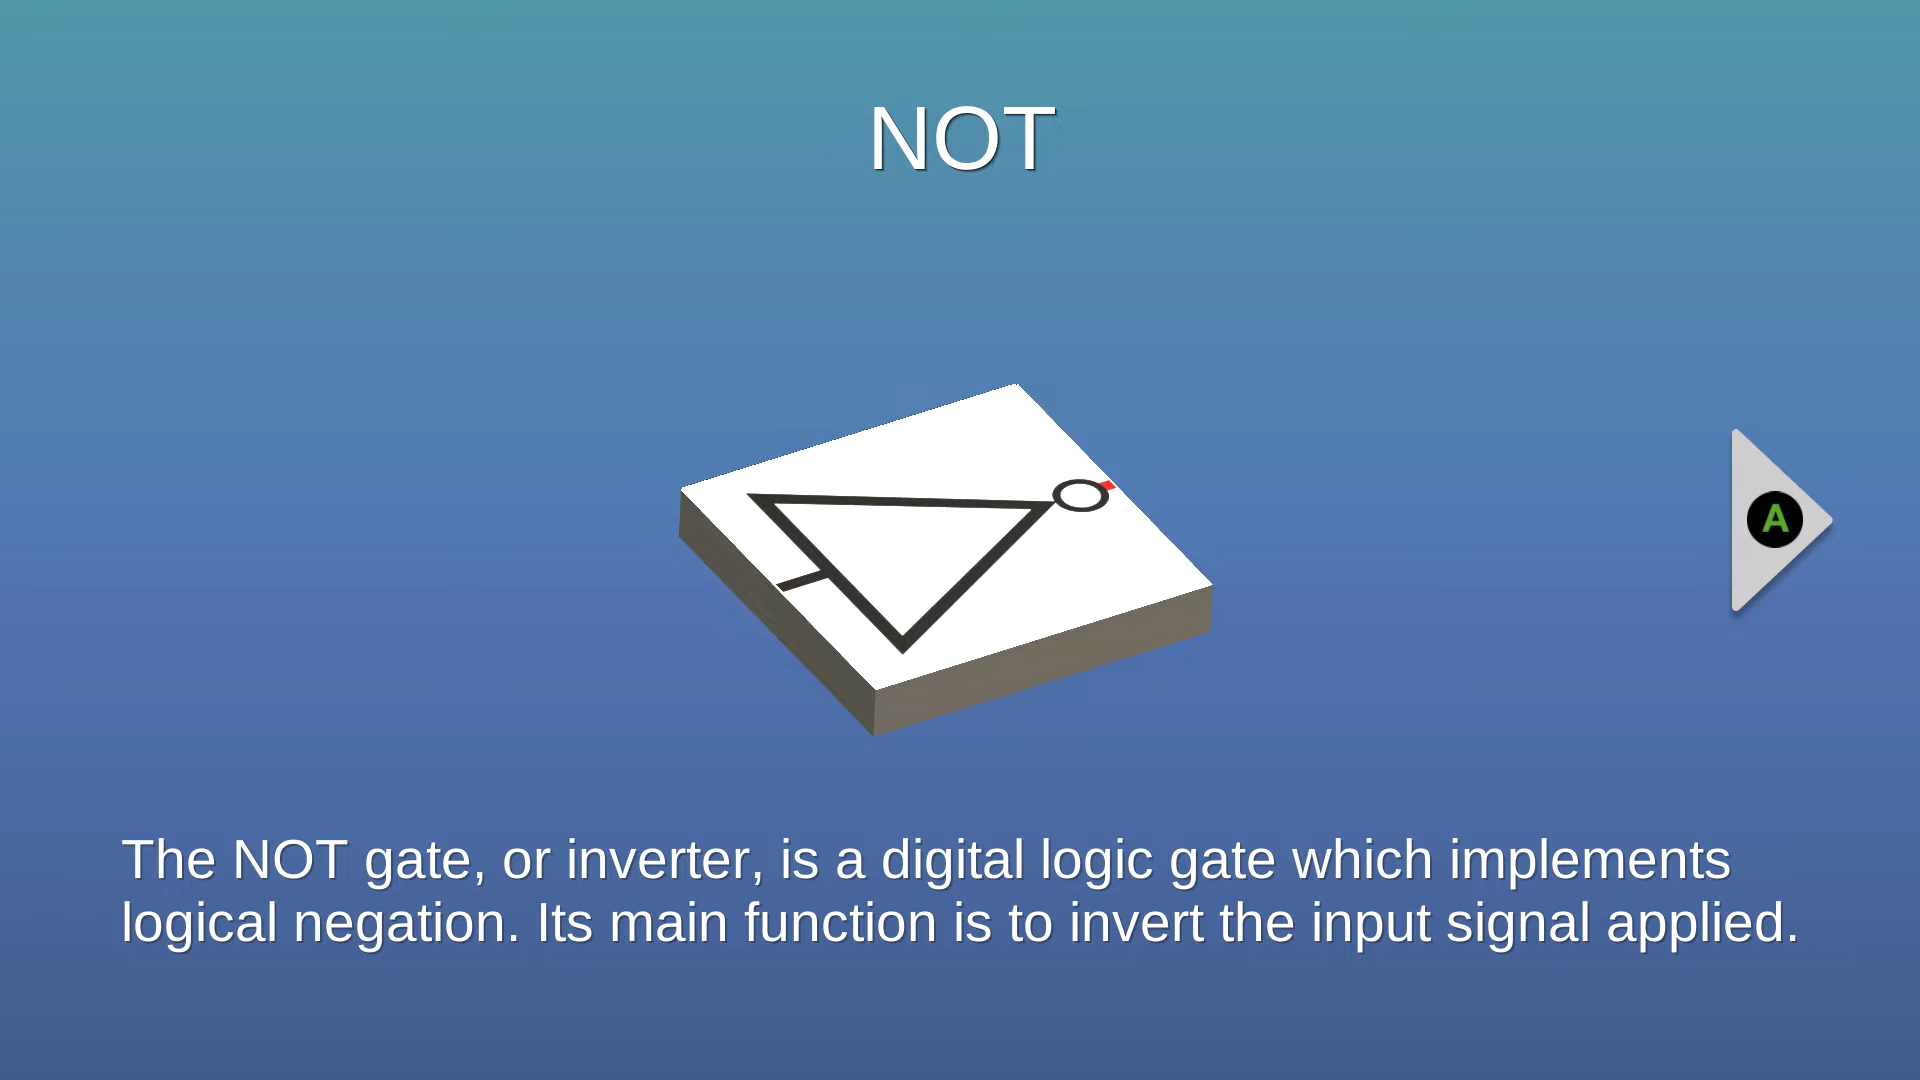 NOT
A
The NOT gate, or inverter, is a digital logic gate which implements
logical negation. Its main function is to invert the input signal applied.